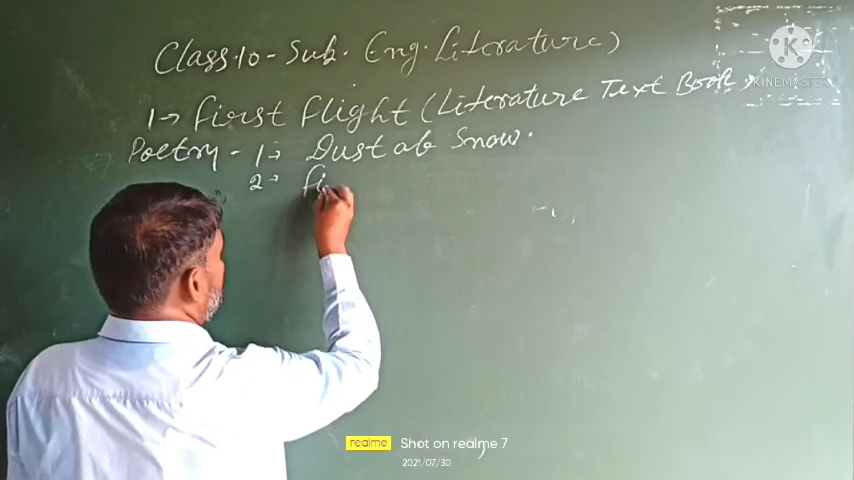 Class.10 - Sub. Eng. Literature)
1→ First flight (Literature Text Book)
Poetry - 1→ Dust of Snow.
2→ fi
K
KINEMASTER
realme Shot on realme 7
2021/07/30